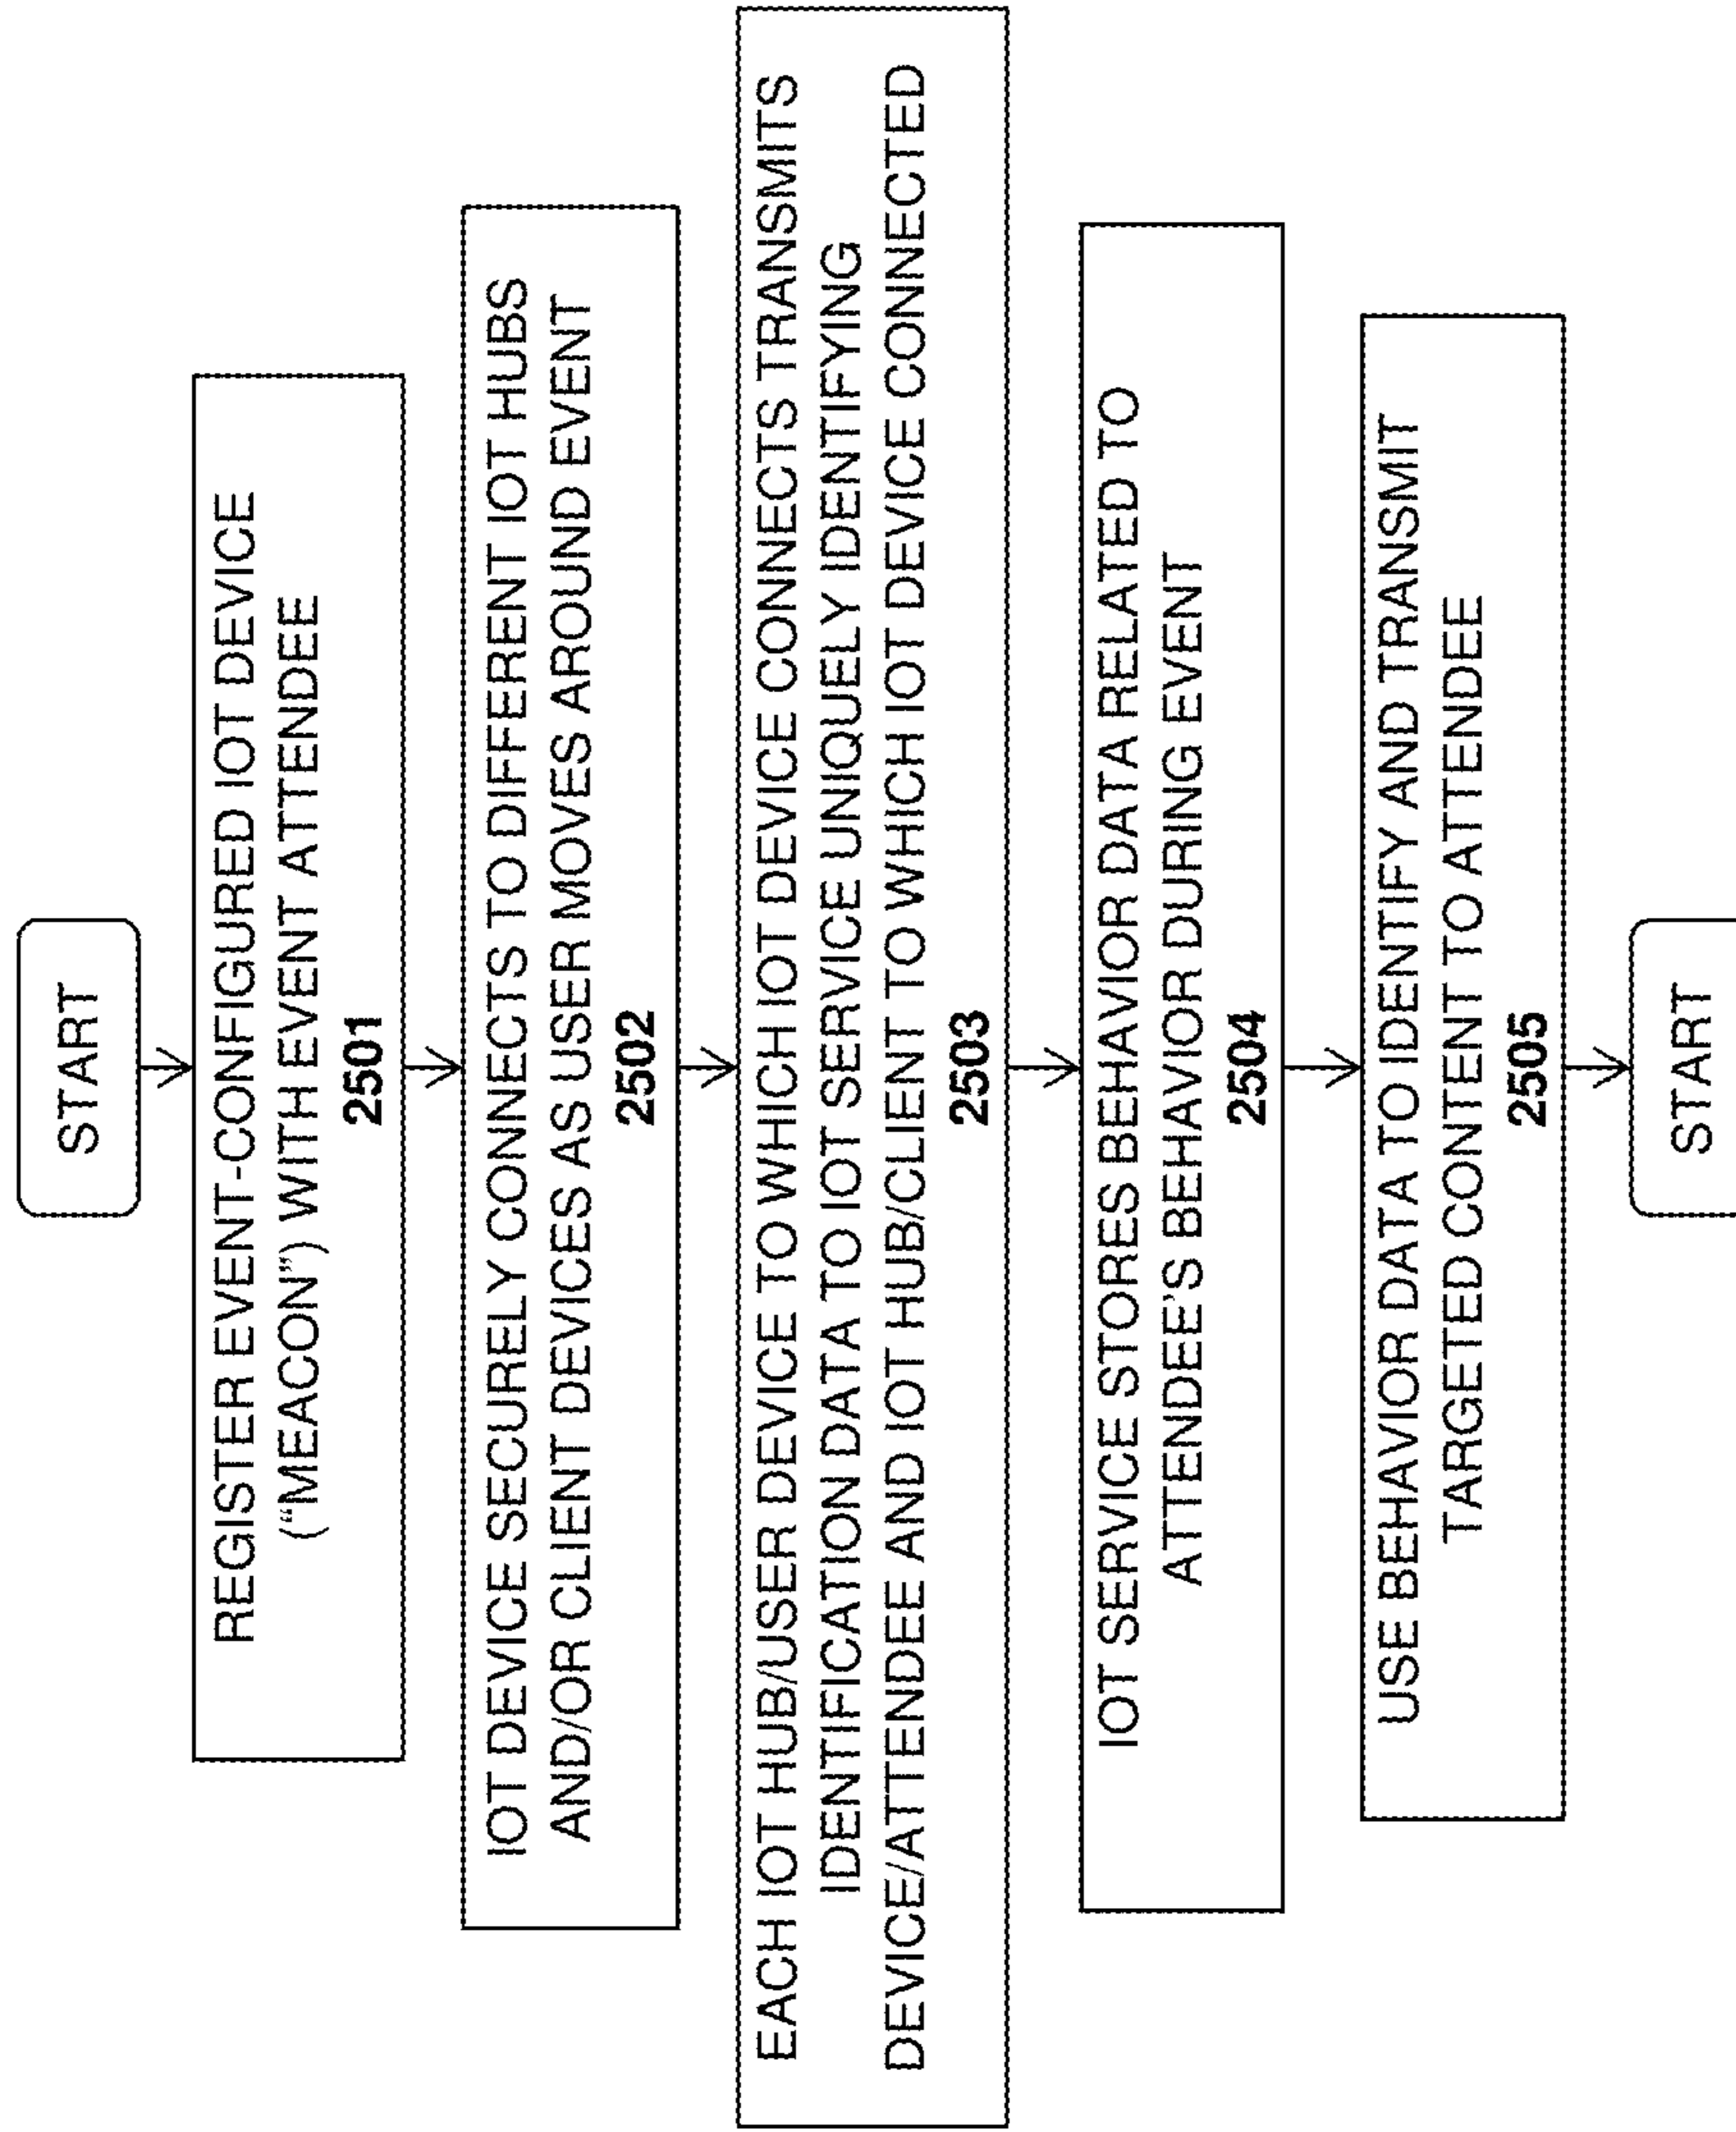 START
REGISTER EVENT-CONFIGURED IOT DEVICE
("MEACON") WITH EVENT ATTENDEE
2501
IOT DEVICE SECURELY CONNECTS TO DIFFERENT IOT HUBS
AND/OR CLIENT DEVICES AS USER MOVES AROUND EVENT
2502
EACH IOT HUB/USER DEVICE TO WHICH IOT DEVICE CONNECTS TRANSMITS
IDENTIFICATION DATA TO IOT SERVICE UNIQUELY IDENTIFYING
DEVICE/ATTENDEE AND IOT HUB/CLIENT TO WHICH IOT DEVICE CONNECTED
2503
IOT SERVICE STORES BEHAVIOR DATA RELATED TO
ATTENDEE'S BEHAVIOR DURING EVENT
2504
USE BEHAVIOR DATA TO IDENTIFY AND TRANSMIT
TARGETED CONTENT TO ATTENDEE
2505
START